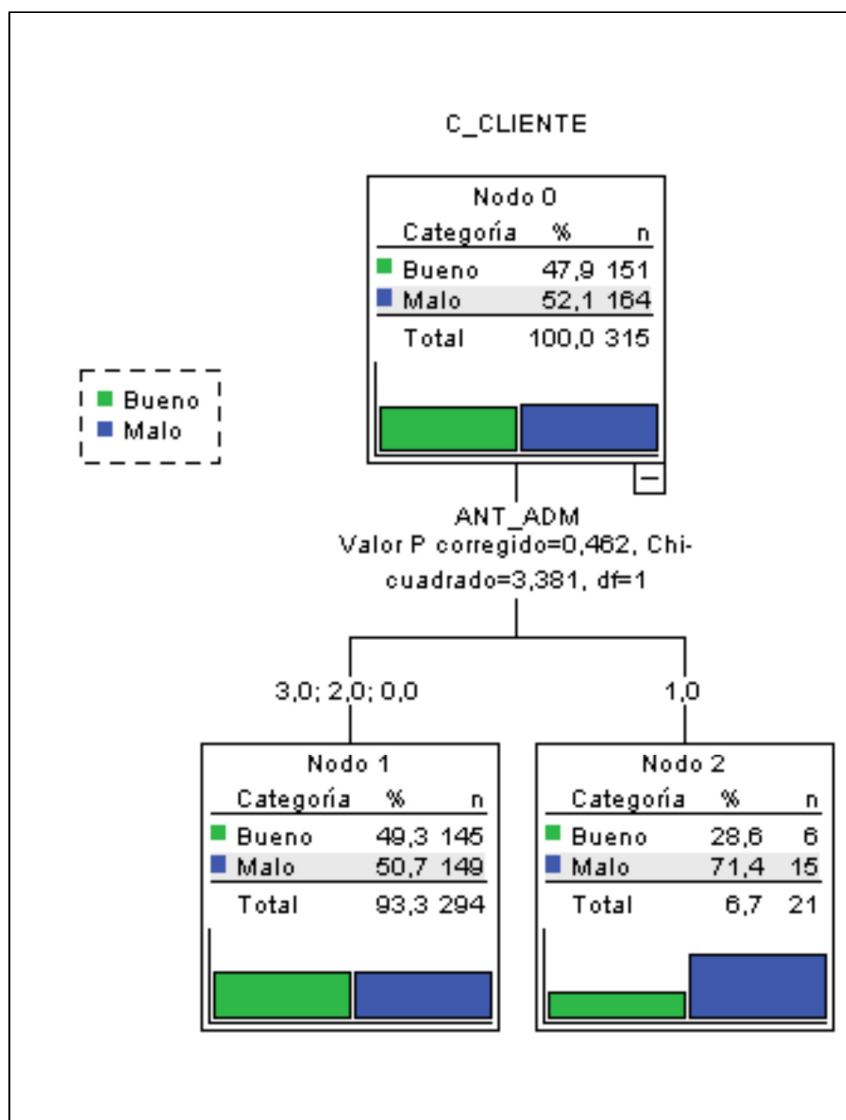 C_CLIENTE
Nodo 0
Categoría % n
Bueno 47,9 151
Malo 52,1 164
Total 100,0 315
Bueno
Malo
ANT_ADM
Valor P corregido=0,462, Chi-
cuadrado=3,381, df=1
3,0; 2,0; 0,0
1,0
Nodo 1
Categoría % n
Bueno 49,3 145
Malo 50,7 149
Total 93,3 294
Nodo 2
Categoría % n
Bueno 28,6 6
Malo 71,4 15
Total 6,7 21